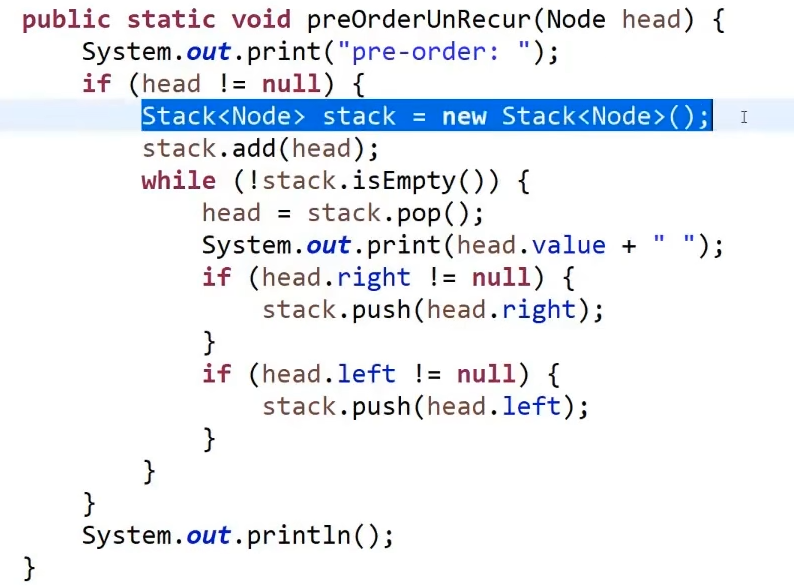 public static void preOrderUnRecur(Node head) {
    System.out.print("pre-order: ");
    if (head != null) {
        Stack<Node> stack = new Stack<Node>();
        stack.add(head);
        while (!stack.isEmpty()) {
            head = stack.pop();
            System.out.print(head.value + " ");
            if (head.right != null) {
                stack.push(head.right);
            }
            if (head.left != null) {
                stack.push(head.left);
            }
        }
    }
    System.out.println();
}